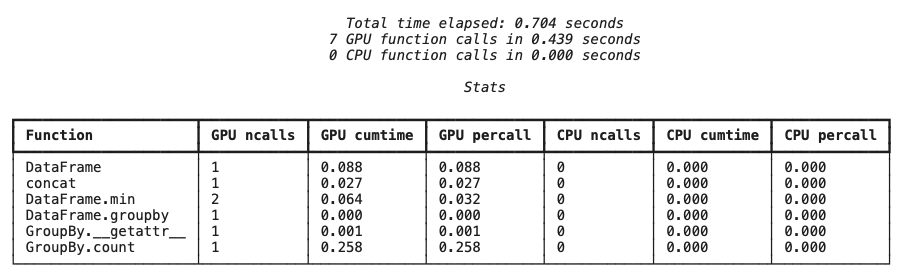 Total time elapsed: 0.704 seconds
7 GPU function calls in 0.439 seconds
0 CPU function calls in 0.000 seconds
Stats
Function GPU ncalls GPU cumtime GPU percall CPU ncalls CPU cumtime CPU percall
DataFrame 1 0.088 0.088 0 0.000 0.000
concat 1 0.027 0.027 0 0.000 0.000
DataFrame.min 2 0.064 0.032 0 0.000 0.000
DataFrame.groupby 1 0.000 0.000 0 0.000 0.000
GroupBy.__getattr__ 1 0.001 0.001 0 0.000 0.000
GroupBy.count 1 0.258 0.258 0 0.000 0.000